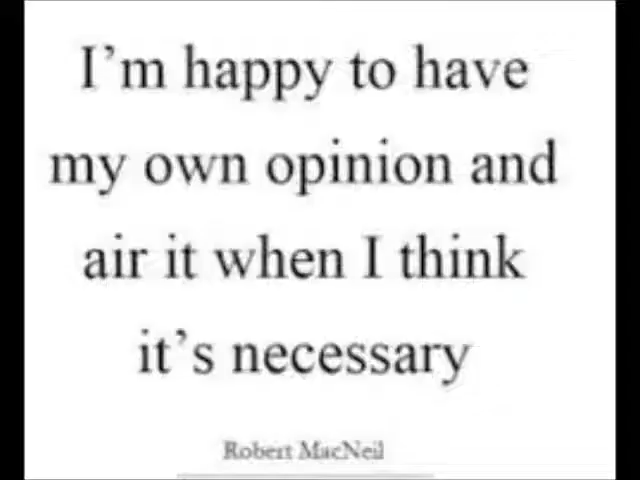 I'm happy to have
my own opinion and
air it when I think
it's necessary
Robert MacNeil